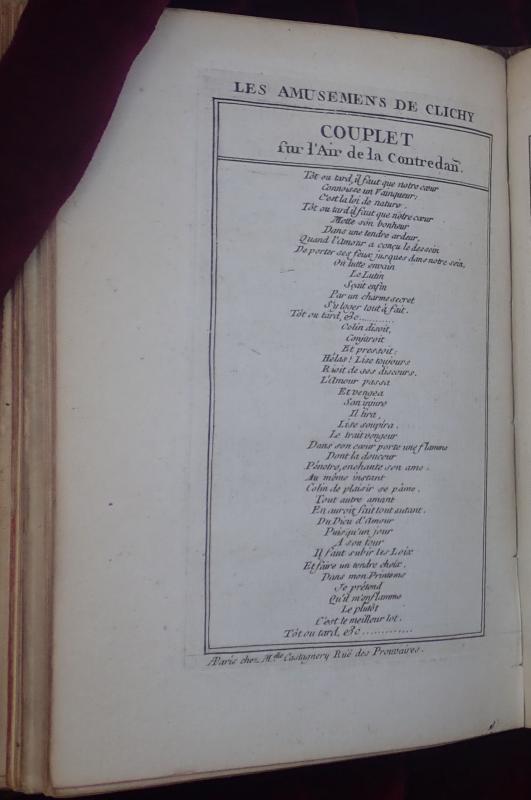 LES AMUSEMENS DE CLICHY
COUPLET
sur l'Air de la Contredañ.
Tôt ou tard, il faut que notre cœur
Connoisse un Vainqueur;
C'est la loi de nature.
Tôt ou tard il faut que nôtre cœur
Mette son bonheur
Dans une tendre ardeur,
Quand l'Amour a conçu le dessein
De porter ses feux jusques dans notre sein,
On lutte envain
Le Lutin
Sçait enfin
Par un charme secret
S'y loger tout à fait.
Tôt ou tard, &c............
Colin disoit,
Conjuroit
Et pressoit:
Hélas! Lise toujours
Rioit de ses discours.
L'Amour passa
Et vengea
Son injure
Il tira,
Lise soupira.
Le trait vengeur
Dans son cœur porte une flamme
Dont la douceur
Pénetre, enchante son ame.
Au même instant
Colin de plaisir se pâme.
Tout autre amant
En auroit fait tout autant.
Du Dieu d'Amour
Puisqu'un jour
A son tour
Il faut subir les Loix
Et faire un tendre choix.
Dans mon Printems
Je prétend
Qu'il m'enflamme
Le plutôt
C'est le meilleur lot.
Tôt ou tard, &c.............
A Paris chez M.lle Castagnery Ruë des Prouvaires.